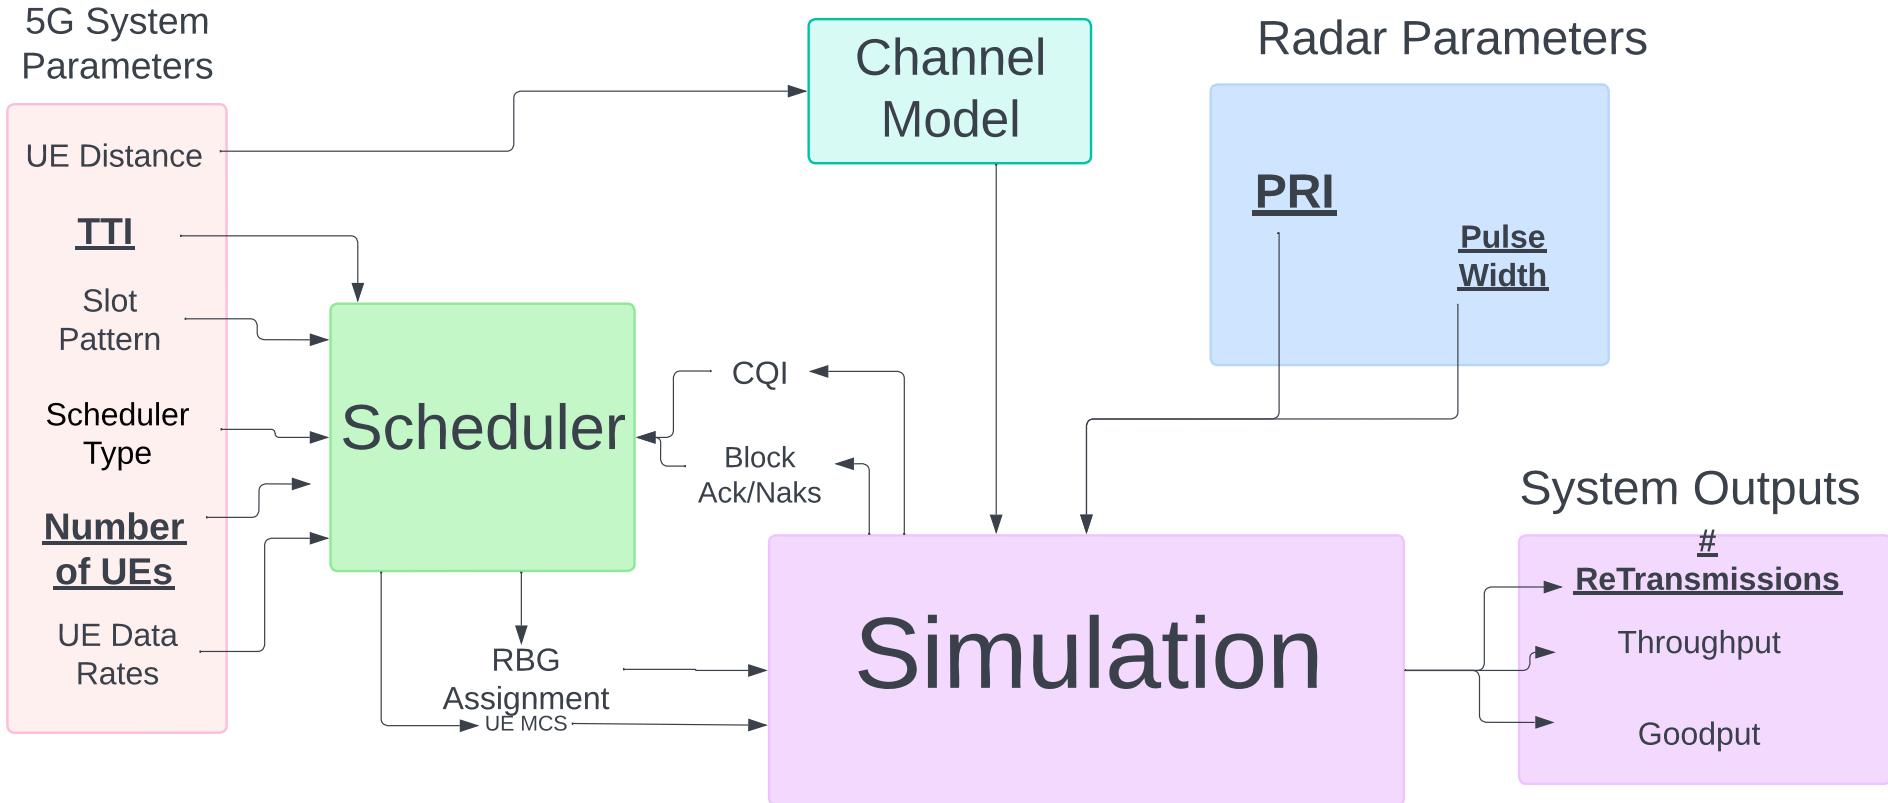 5G System
Parameters
UE Distance
TTI
Slot
Pattern
Scheduler
Type
Number
of UEs
UE Data
Rates
Channel
Model
Radar Parameters
PRI
Pulse
Width
Scheduler
CQI
Block
Ack/Naks
RBG
Assignment
UE MCS
Simulation
System Outputs
#
ReTransmissions
Throughput
Goodput